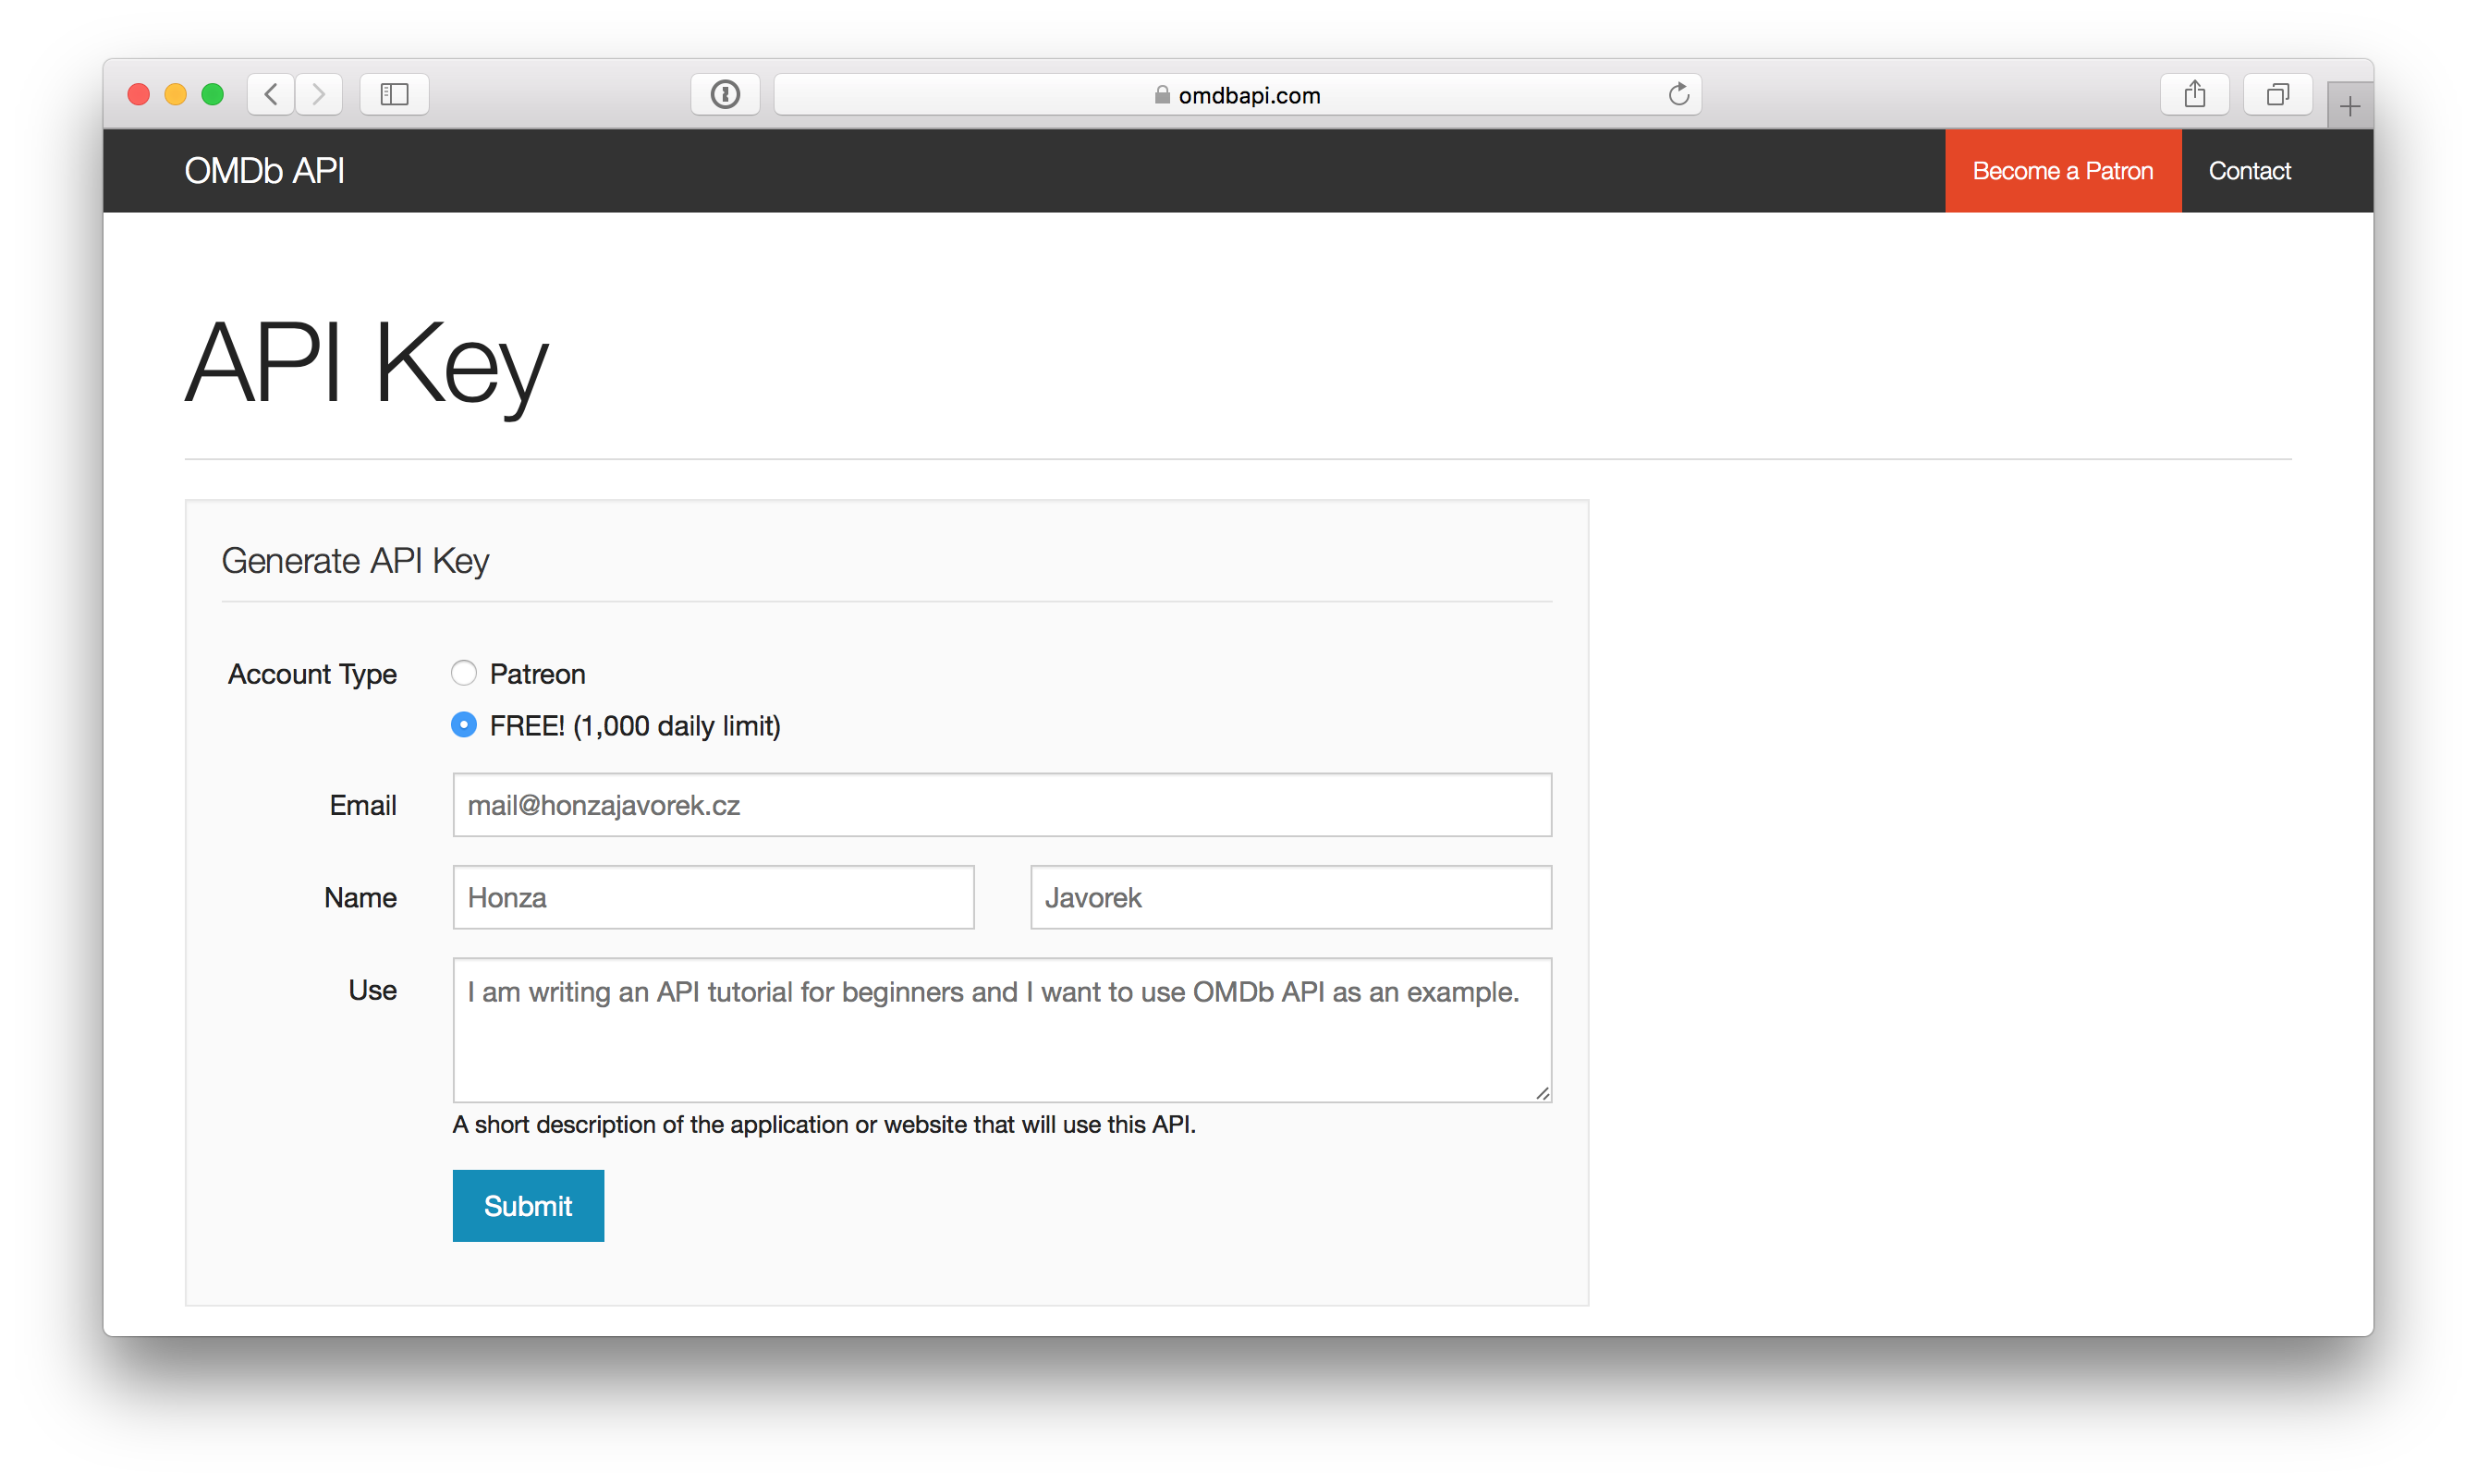 omdbapi.com
OMDb API
Become a Patron
Contact
API Key
Generate API Key
Account Type
Patreon
FREE! (1,000 daily limit)
Email
mail@honzajavorek.cz
Name
Honza
Javorek
Use
I am writing an API tutorial for beginners and I want to use OMDb API as an example.
A short description of the application or website that will use this API.
Submit